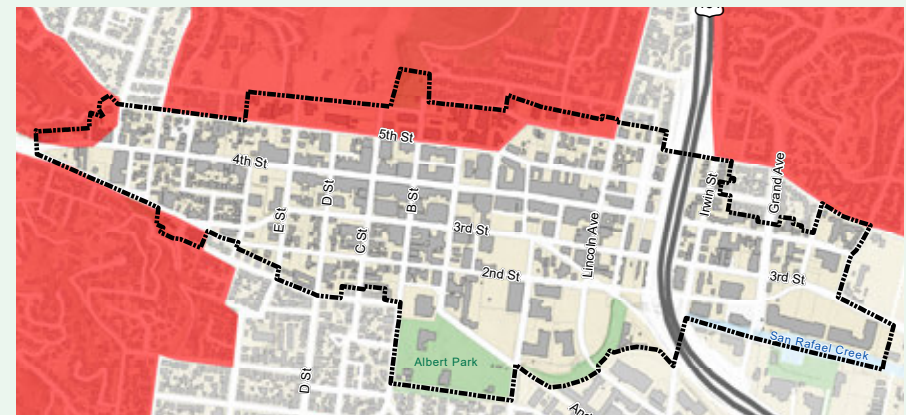 5th St
4th St
Irwin St
Grand Ave
D St
B St
E St
3rd St
C St
Lincoln Ave
2nd St
3rd St
San Rafael Creek
Albert Park
D St